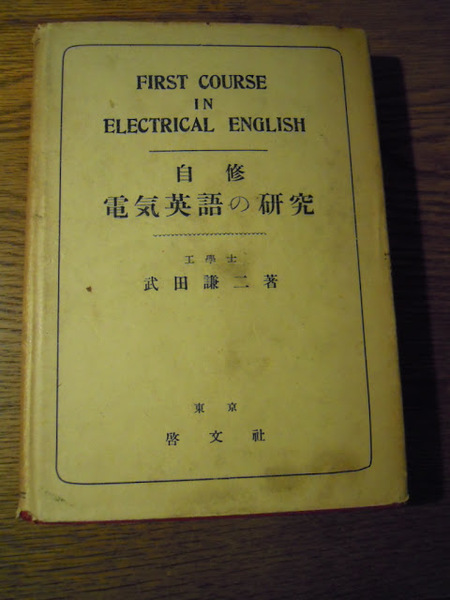 FIRST COURSE
IN
ELECTRICAL ENGLISH
自修
電気英語の研究
工學士
武田謙二著
東京
啓文社